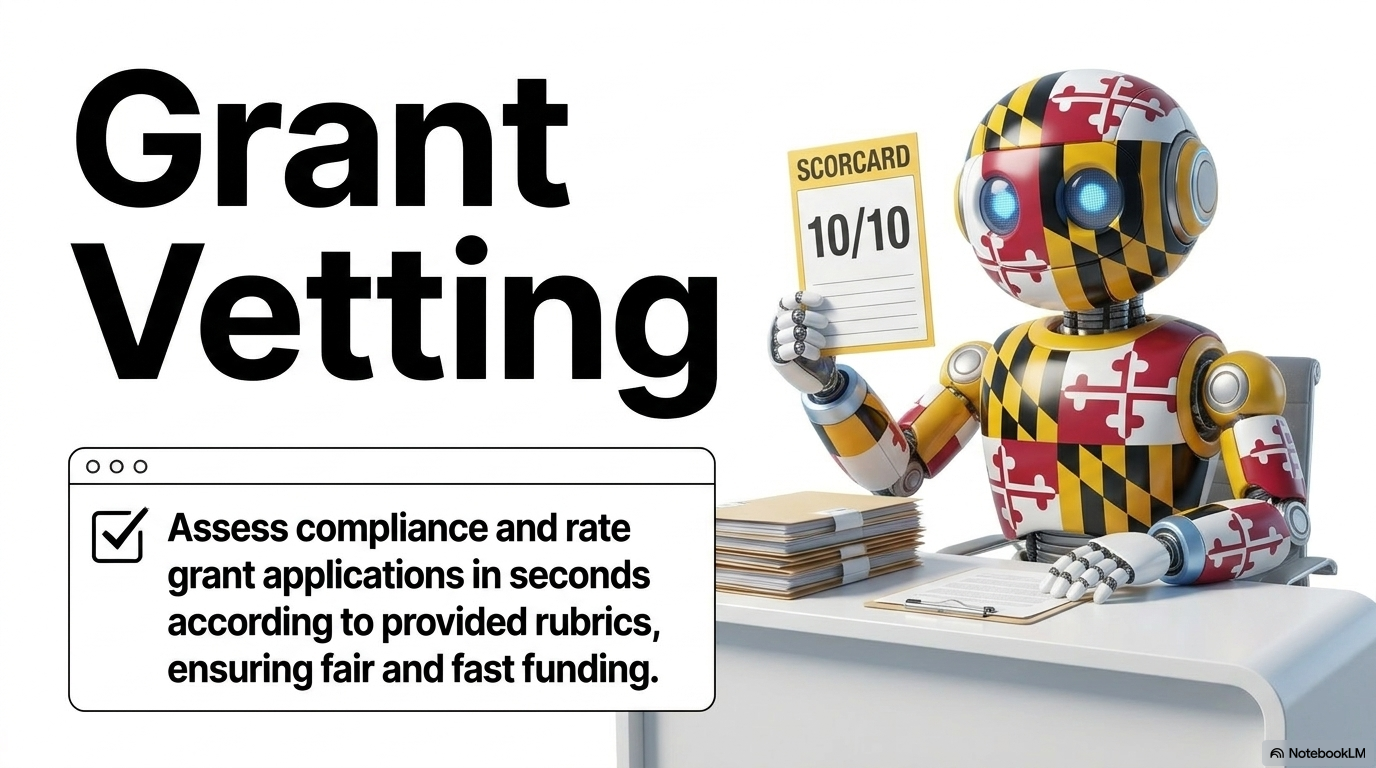 Grant
Vetting
Assess compliance and rate
grant applications in seconds
according to provided rubrics,
ensuring fair and fast funding.
SCORCARD
10/10
NotebookLM